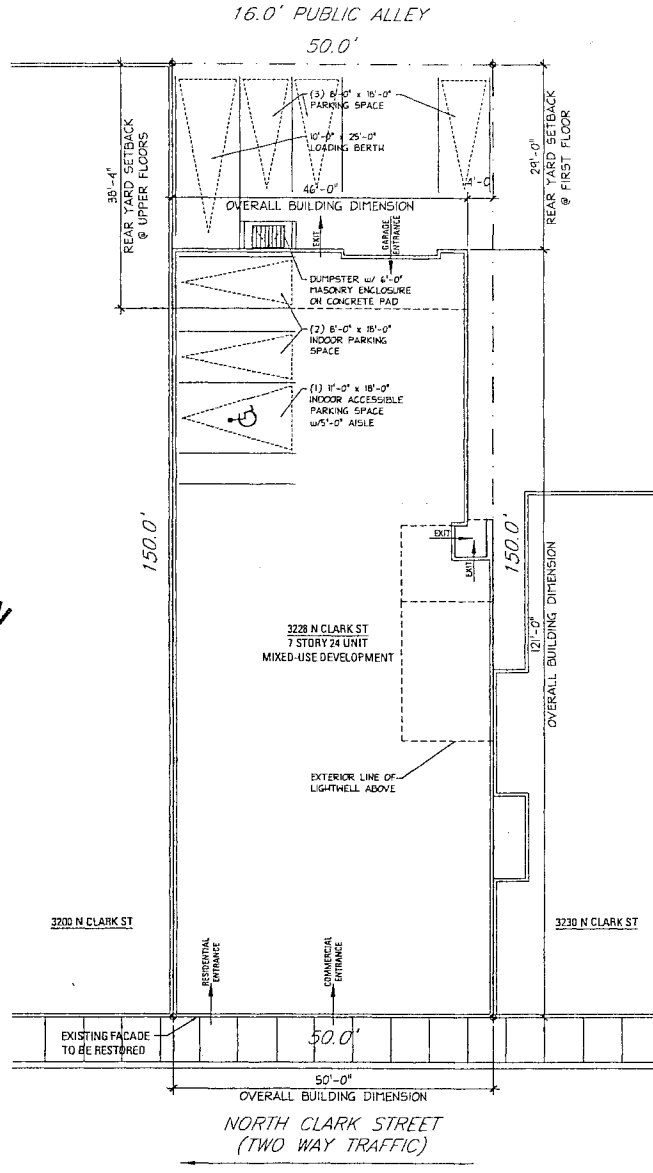 16.0' PUBLIC ALLEY
50.0'
38'-4"
REAR YARD SETBACK
@ UPPER FLOORS
(3) 8'-0" x 18'-0"
PARKING SPACE
10'-0" x 25'-0"
LOADING BERTH
29'-0"
REAR YARD SETBACK
@ FIRST FLOOR
46'-0"
OVERALL BUILDING DIMENSION
EXIT
GARAGE
ENTRANCE
DUMPSTER w/ 6'-0"
MASONRY ENCLOSURE
ON CONCRETE PAD
(2) 8'-0" x 18'-0"
INDOOR PARKING
SPACE
(1) 11'-0" x 18'-0"
INDOOR ACCESSIBLE
PARKING SPACE
w/5'-0" AISLE
150.0'
EXIT
EXIT
150.0'
121'-0"
OVERALL BUILDING DIMENSION
N
3228 N CLARK ST
7 STORY 24 UNIT
MIXED-USE DEVELOPMENT
EXTERIOR LINE OF
LIGHTWELL ABOVE
3200 N CLARK ST
3230 N CLARK ST
RESIDENTIAL
ENTRANCE
COMMERCIAL
ENTRANCE
EXISTING FACADE
TO BE RESTORED
50.0'
50'-0"
OVERALL BUILDING DIMENSION
NORTH CLARK STREET
(TWO WAY TRAFFIC)